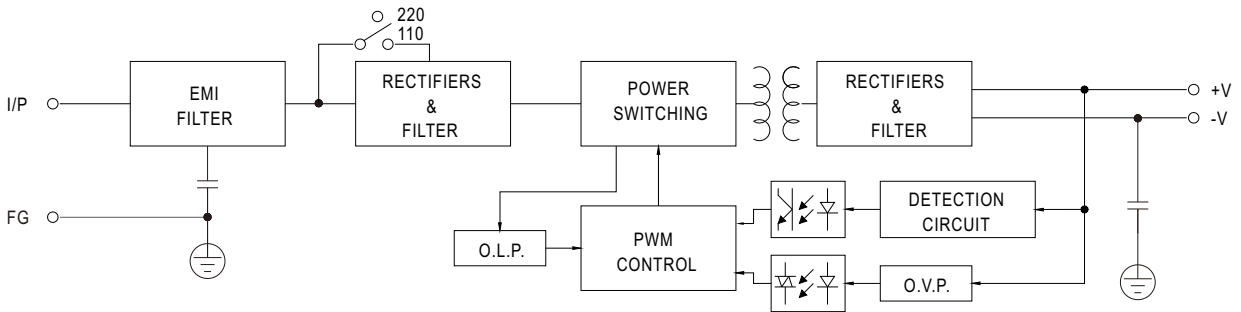 220
110
I/P
EMI
FILTER
RECTIFIERS
&
FILTER
POWER
SWITCHING
RECTIFIERS
&
FILTER
+V
-V
FG
O.L.P.
PWM
CONTROL
DETECTION
CIRCUIT
O.V.P.